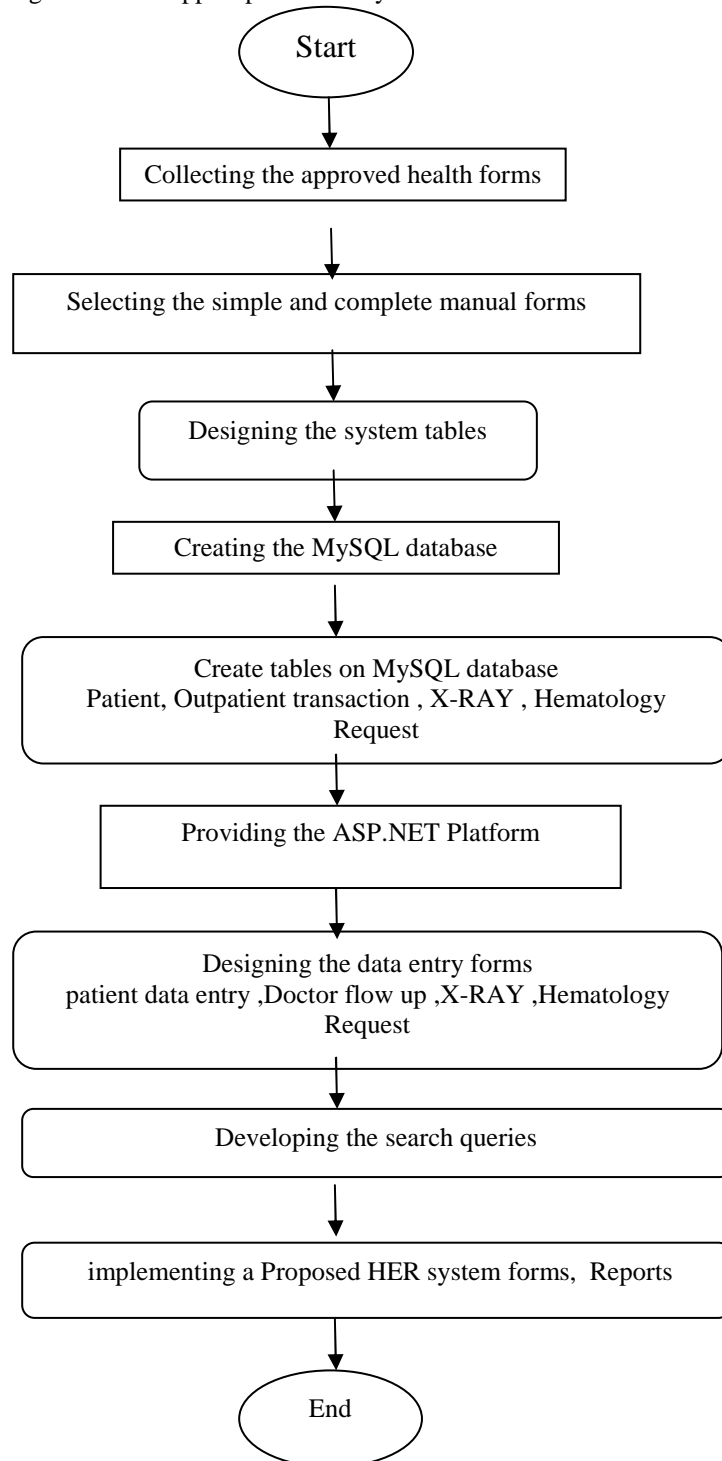 Start
Collecting the approved health forms
Selecting the simple and complete manual forms
Designing the system tables
Creating the MySQL database
Create tables on MySQL database
Patient, Outpatient transaction , X-RAY , Hematology
Request
Providing the ASP.NET Platform
Designing the data entry forms
patient data entry ,Doctor flow up ,X-RAY ,Hematology
Request
Developing the search queries
implementing a Proposed HER system forms, Reports
End